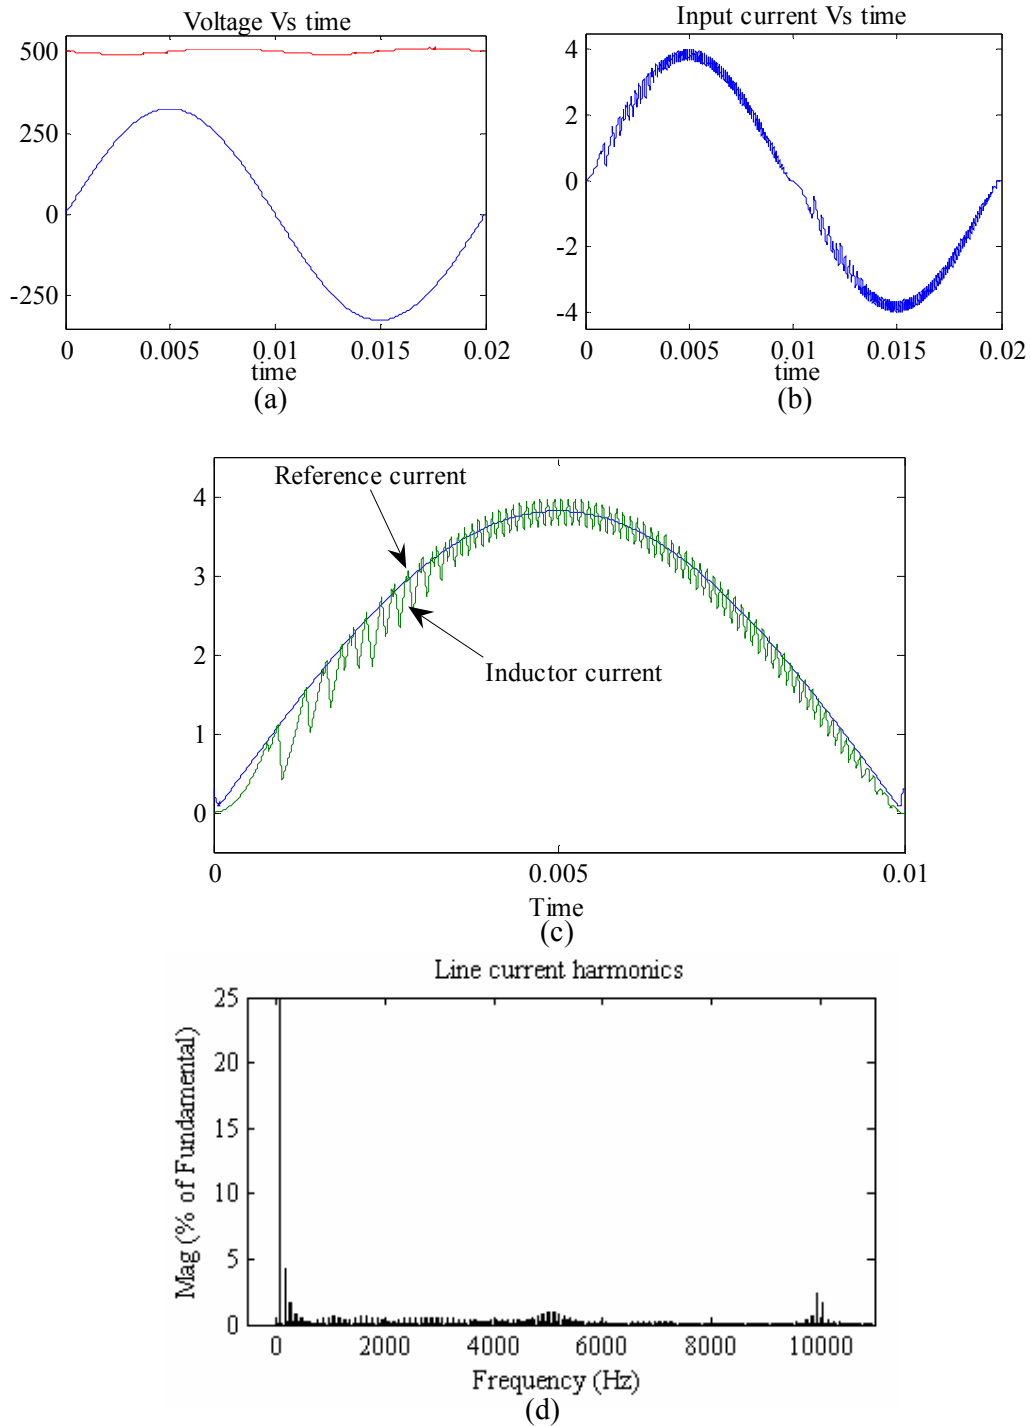 Voltage Vs time
500
250
0
-250
0 0.005 0.01 0.015 0.02
time
(a)
Input current Vs time
4
2
0
-2
-4
0 0.005 0.01 0.015 0.02
time
(b)
Reference current
Inductor current
4
3
2
1
0
0 0.005 0.01
Time
(c)
Line current harmonics
Mag (% of Fundamental)
25
20
15
10
5
0
0 2000 4000 6000 8000 10000
Frequency (Hz)
(d)